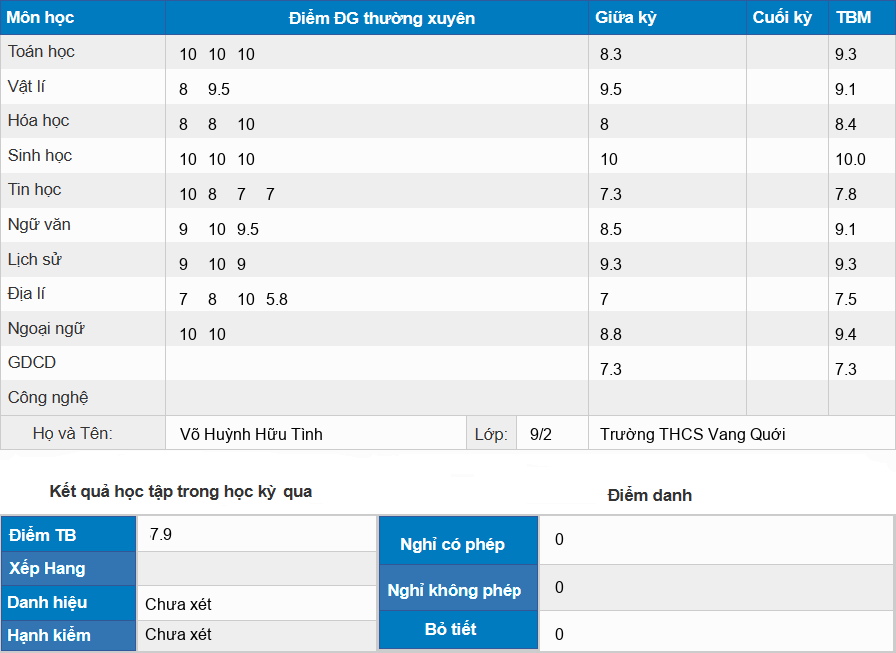 Môn học Điểm ĐG thường xuyên Giữa kỳ Cuối kỳ TBM
Toán học 10 10 10 8.3 9.3
Vật lí 8 9.5 9.5 9.1
Hóa học 8 8 10 8 8.4
Sinh học 10 10 10 10 10.0
Tin học 10 8 7 7 7.3 7.8
Ngữ văn 9 10 9.5 8.5 9.1
Lịch sử 9 10 9 9.3 9.3
Địa lí 7 8 10 5.8 7 7.5
Ngoại ngữ 10 10 8.8 9.4
GDCD 7.3 7.3
Công nghệ
Họ và Tên: Võ Huỳnh Hữu Tình Lớp: 9/2 Trường THCS Vang Quới
Kết quả học tập trong học kỳ qua
Điểm TB 7.9
Xếp Hang
Danh hiệu Chưa xét
Hạnh kiểm Chưa xét
Điểm danh
Nghỉ có phép 0
Nghỉ không phép 0
Bỏ tiết 0